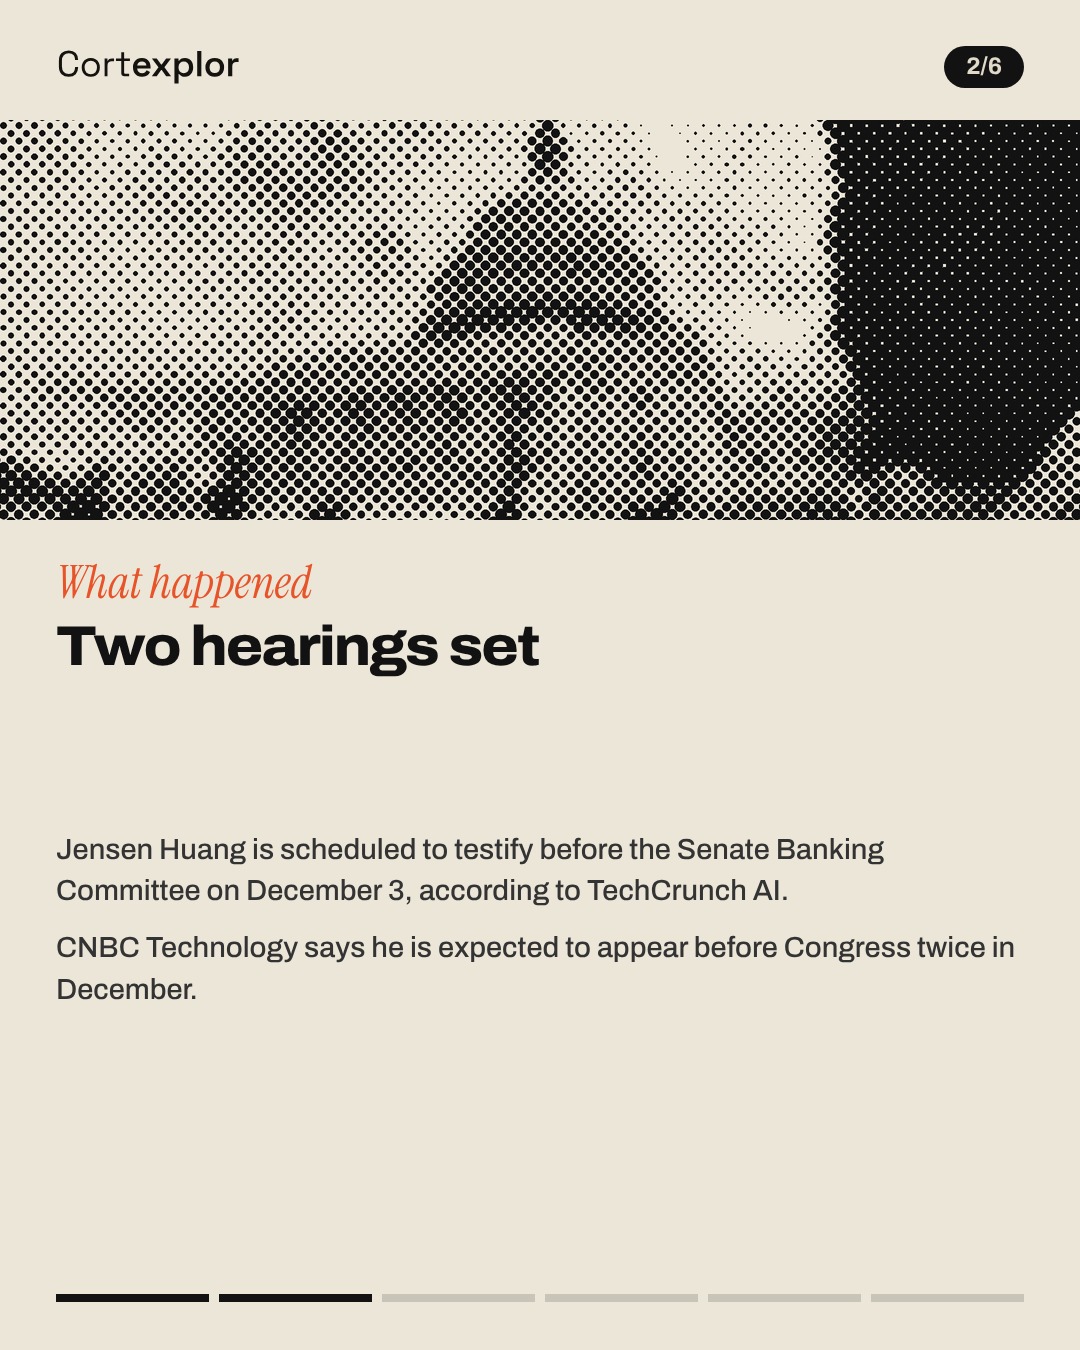 Cortexplor
2/6
What happened
Two hearings set
Jensen Huang is scheduled to testify before the Senate Banking
Committee on December 3, according to TechCrunch AI.
CNBC Technology says he is expected to appear before Congress twice in
December.